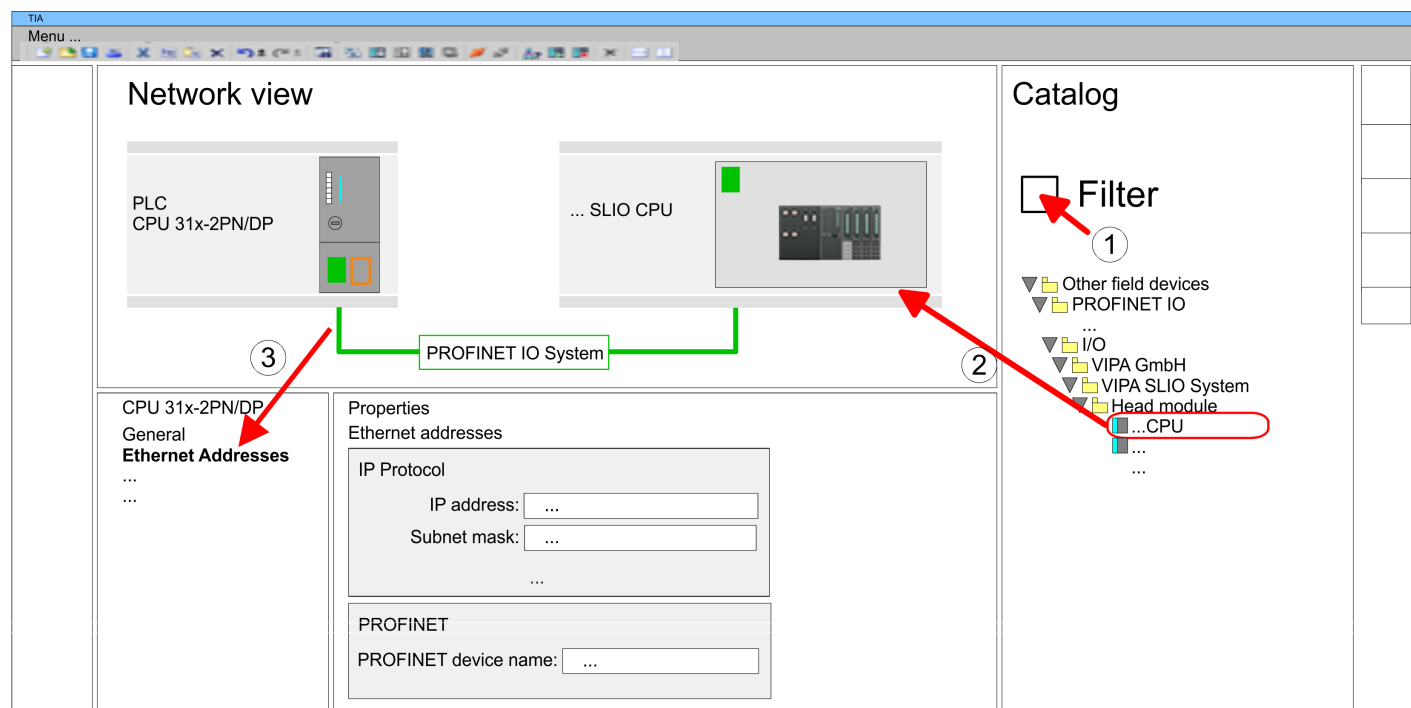 TIA
Menu ...
Network view
PLC
CPU 31x-2PN/DP
... SLIO CPU
PROFINET IO System
3
2
CPU 31x-2PN/DP
General
Ethernet Addresses
...
...
Properties
Ethernet addresses
IP Protocol
IP address: ...
Subnet mask: ...
...
PROFINET
PROFINET device name: ...
Catalog
Filter
1
Other field devices
PROFINET IO
...
I/O
VIPA GmbH
VIPA SLIO System
Head module
...CPU
...
...